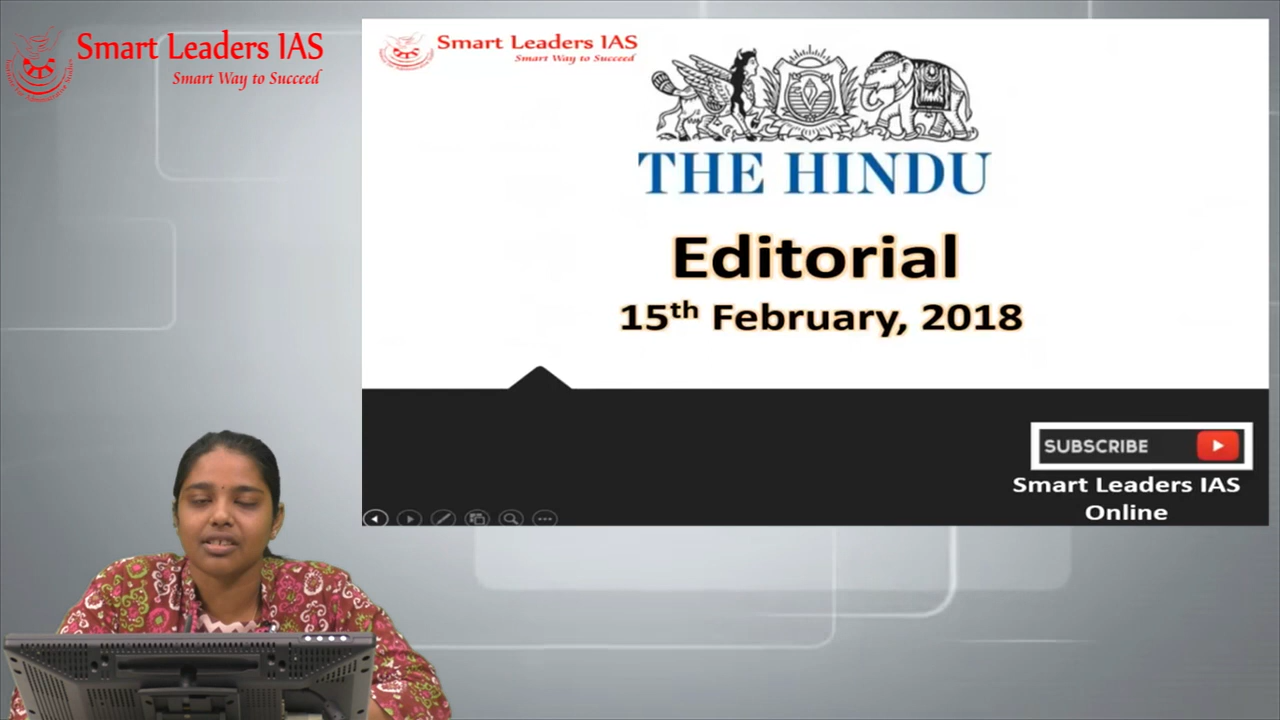 Smart Leaders IAS
Smart Way to Succeed
Smart Leaders IAS
Smart Way to Succeed
THE HINDU
Editorial
15th February, 2018
SUBSCRIBE
Smart Leaders IAS
Online